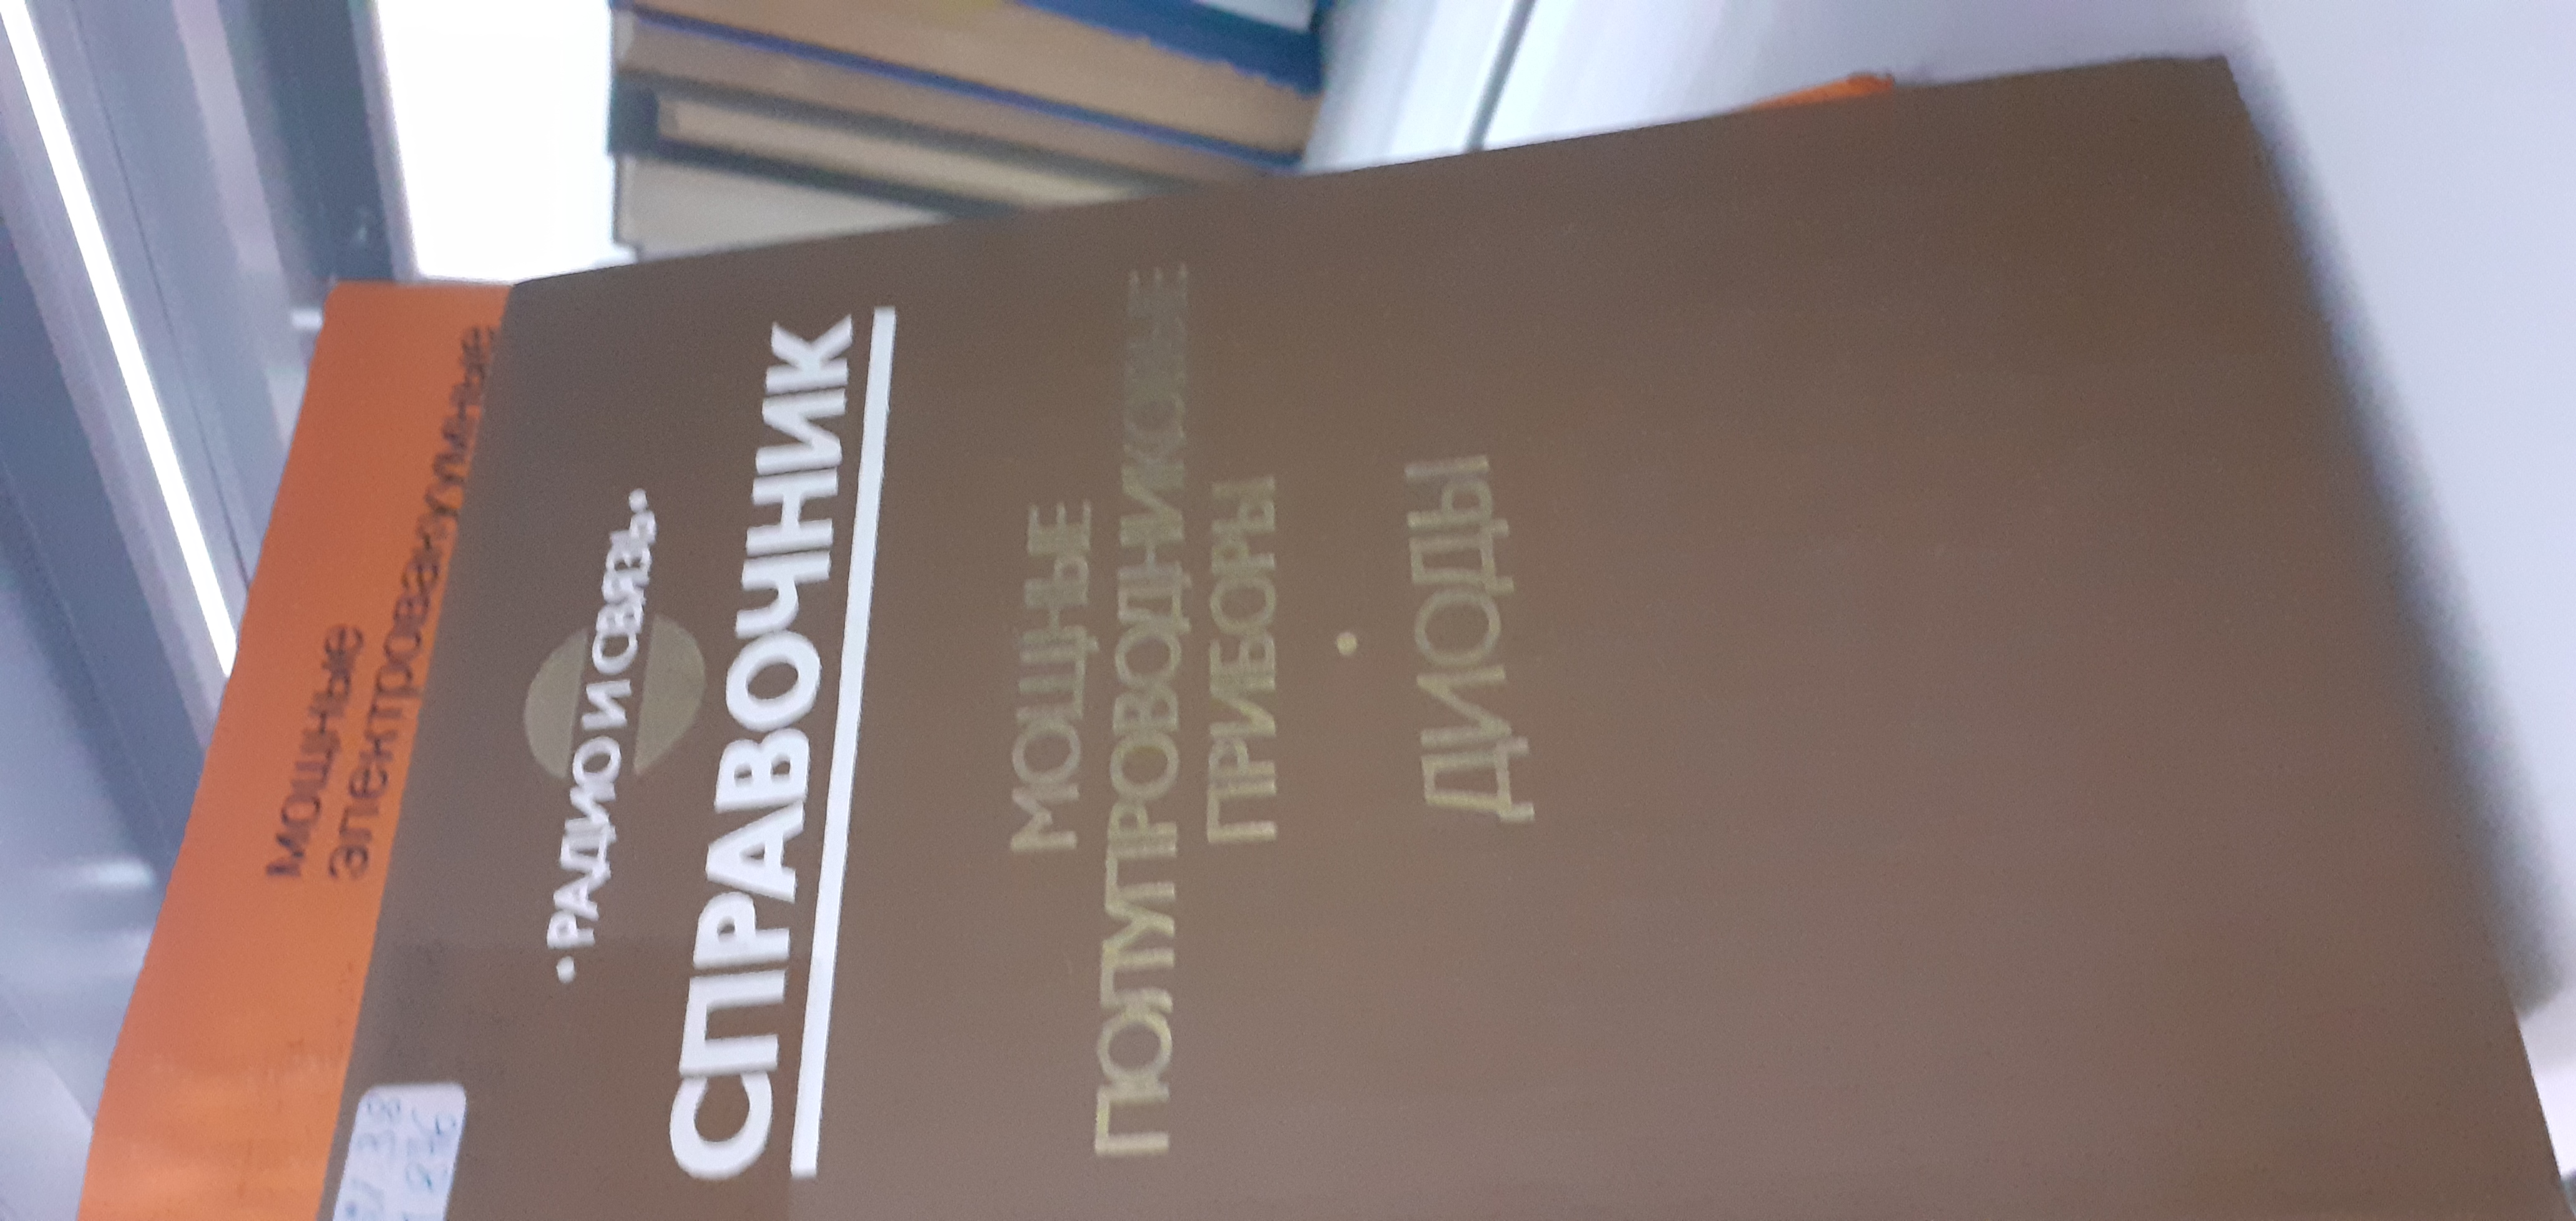 мощные
электровакуумные
• РАДИО И СВЯЗЬ •
СПРАВОЧНИК
МОЩНЫЕ
ПОЛУПРОВОДНИКОВЫЕ
ПРИБОРЫ
•
ДИОДЫ